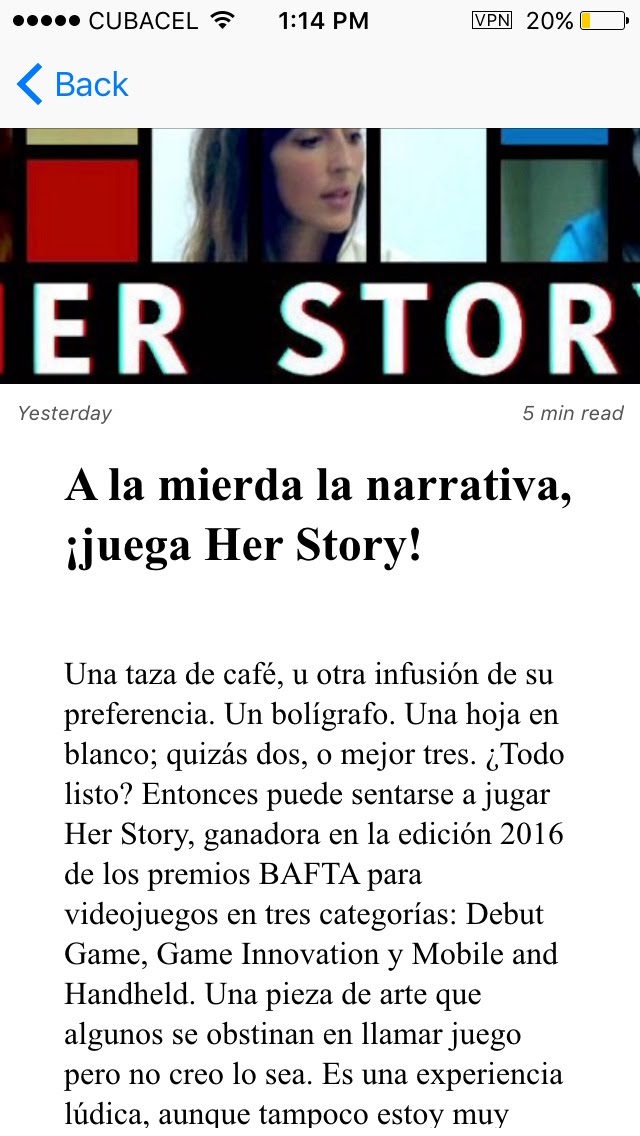 CUBACEL 1:14 PM VPN 20%
Back
HER STORY
Yesterday 5 min read
A la mierda la narrativa,
¡juega Her Story!
Una taza de café, u otra infusión de su
preferencia. Un bolígrafo. Una hoja en
blanco; quizás dos, o mejor tres. ¿Todo
listo? Entonces puede sentarse a jugar
Her Story, ganadora en la edición 2016
de los premios BAFTA para
videojuegos en tres categorías: Debut
Game, Game Innovation y Mobile and
Handheld. Una pieza de arte que
algunos se obstinan en llamar juego
pero no creo lo sea. Es una experiencia
lúdica, aunque tampoco estoy muy